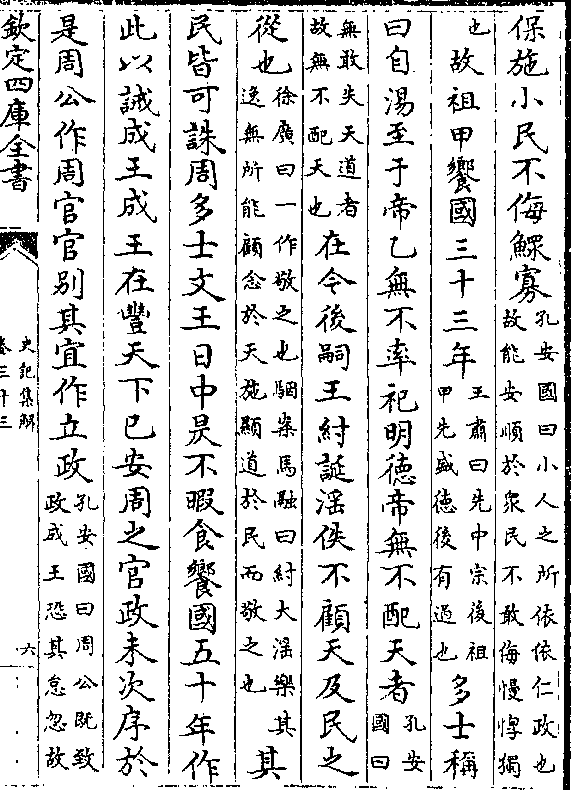 保施小民不侮鰥寡孔安國曰小人之所依依仁政也故能安順於衆民不敢侮慢惸獨
也故祖甲饗國三十三年王肅曰先中宗後祖甲先盛德後有過也多士稱
曰自湯至于帝乙無不率祀明德帝無不配天者孔安國曰
無敢失天道者故無不配天也在今後嗣王紂誕淫佚不顧天及民之
從也徐廣曰一作敬之也駰案馬融曰紂大淫樂其逸無所能顧念於天施顯道於民而敬之也其
民皆可誅周多士文王日中昃不暇食饗國五十年作
此以誡成王成王在豐天下已安周之官政未次序於
是周公作周官官别其宜作立政孔安國曰周公既致政成王恐其怠忽故
欽定四庫全書
史記集解
卷三十三
六